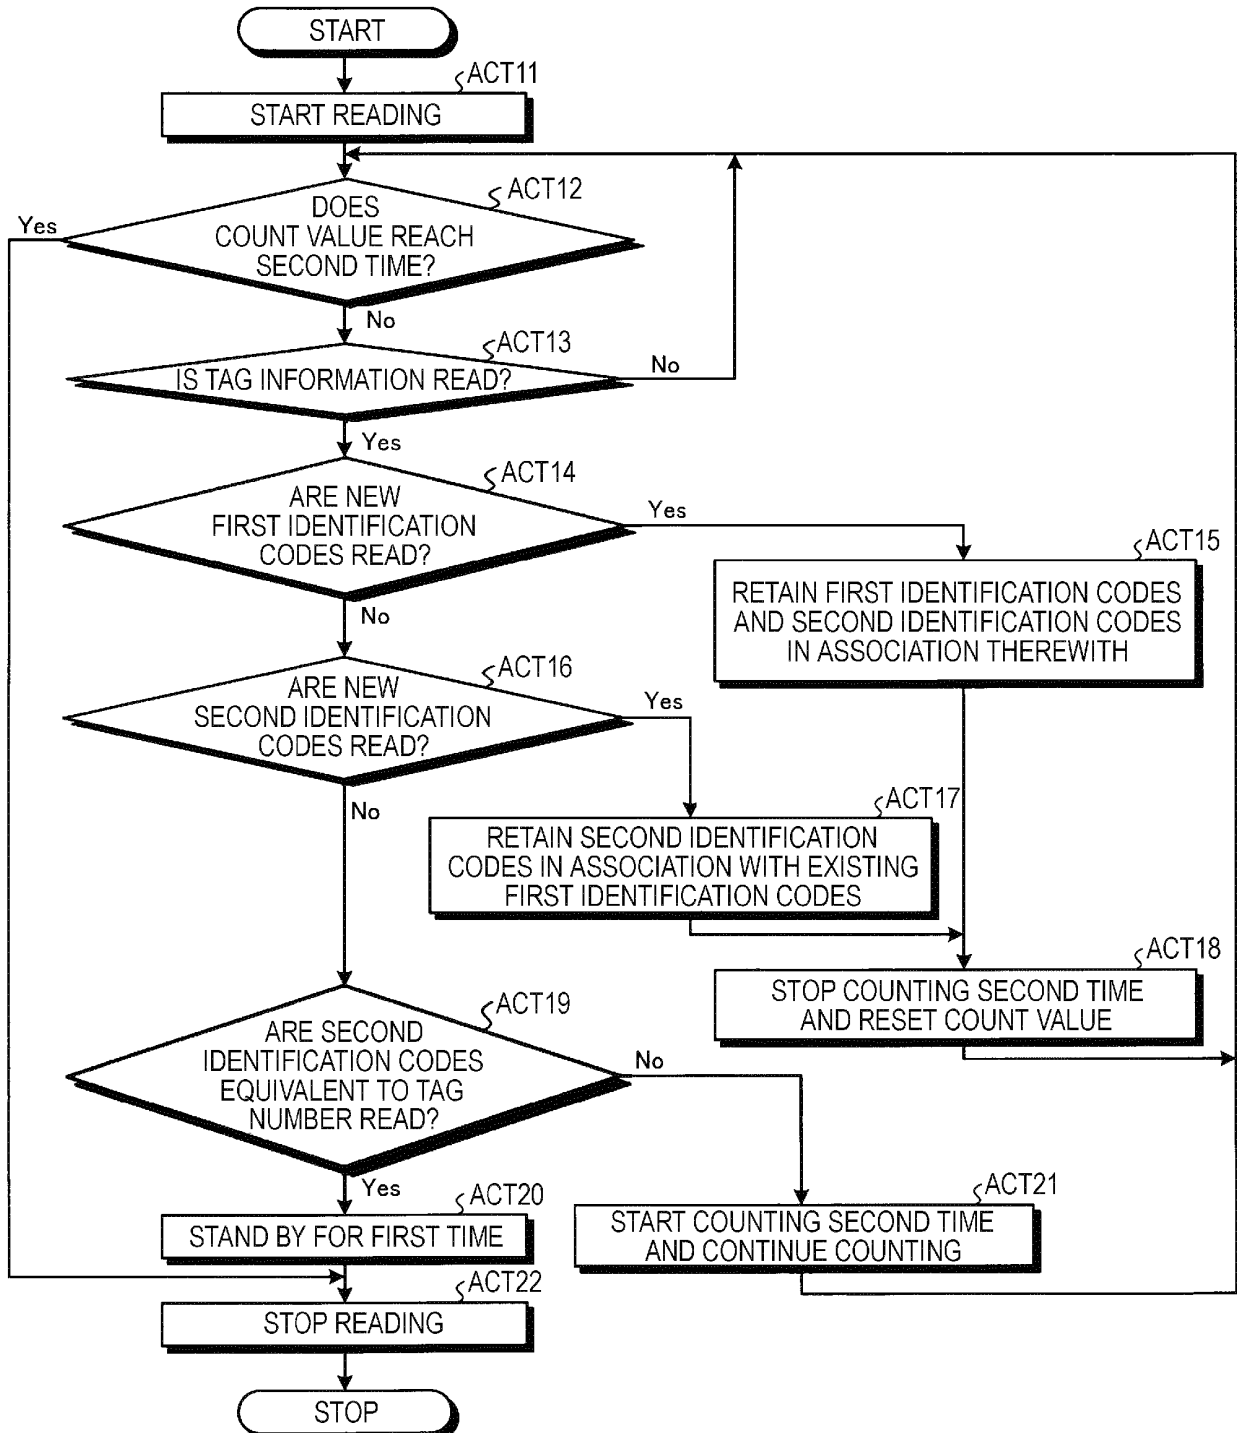 START
ACT11
START READING
ACT12
DOES
COUNT VALUE REACH
SECOND TIME?
Yes
No
ACT13
IS TAG INFORMATION READ?
No
Yes
ACT14
ARE NEW
FIRST IDENTIFICATION
CODES READ?
Yes
No
ACT15
RETAIN FIRST IDENTIFICATION CODES
AND SECOND IDENTIFICATION CODES
IN ASSOCIATION THEREWITH
ACT16
ARE NEW
SECOND IDENTIFICATION
CODES READ?
Yes
No
ACT17
RETAIN SECOND IDENTIFICATION
CODES IN ASSOCIATION WITH EXISTING
FIRST IDENTIFICATION CODES
ACT18
STOP COUNTING SECOND TIME
AND RESET COUNT VALUE
ACT19
ARE SECOND
IDENTIFICATION CODES
EQUIVALENT TO TAG
NUMBER READ?
No
Yes
ACT20
STAND BY FOR FIRST TIME
ACT21
START COUNTING SECOND TIME
AND CONTINUE COUNTING
ACT22
STOP READING
STOP